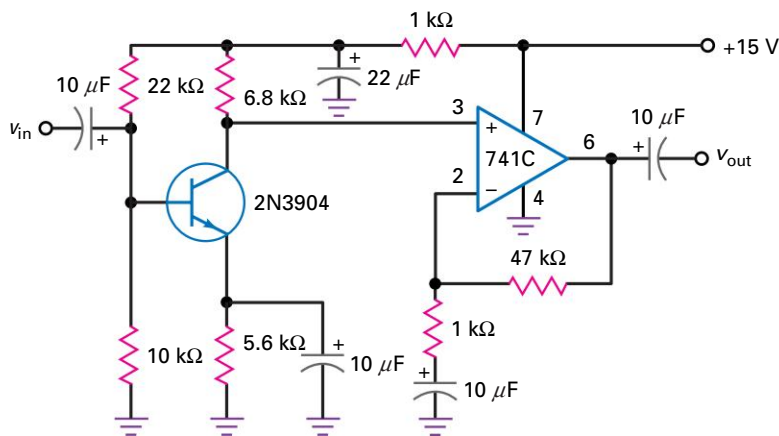 1 kΩ
+15 V
10 μF
22 kΩ
6.8 kΩ
22 μF
+
vin
+
3
7
+
741C
6
10 μF
+
vout
2
−
4
2N3904
47 kΩ
10 kΩ
5.6 kΩ
+
10 μF
1 kΩ
+
10 μF